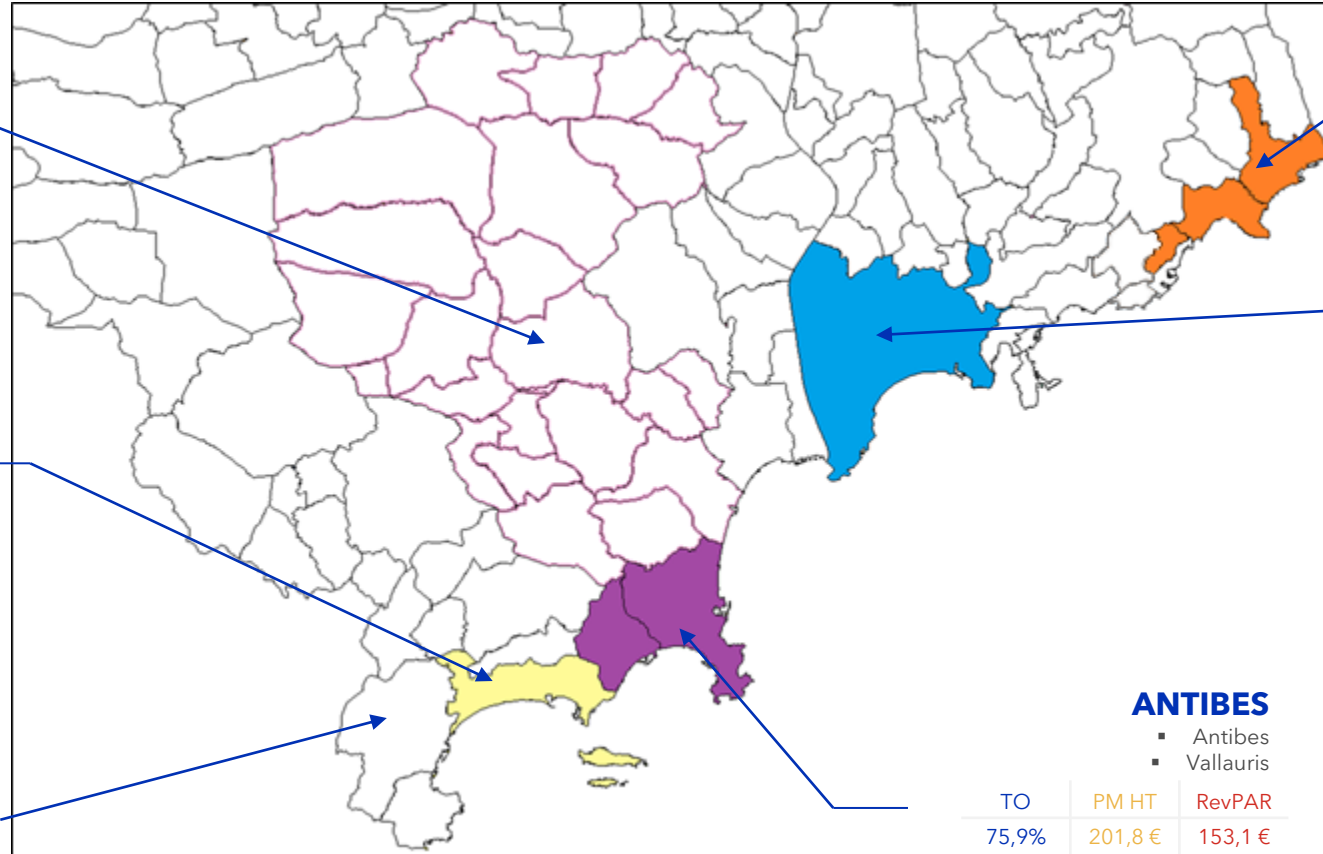 ANTIBES
▪ Antibes
▪ Vallauris
TO PM HT RevPAR
75,9% 201,8 € 153,1 €